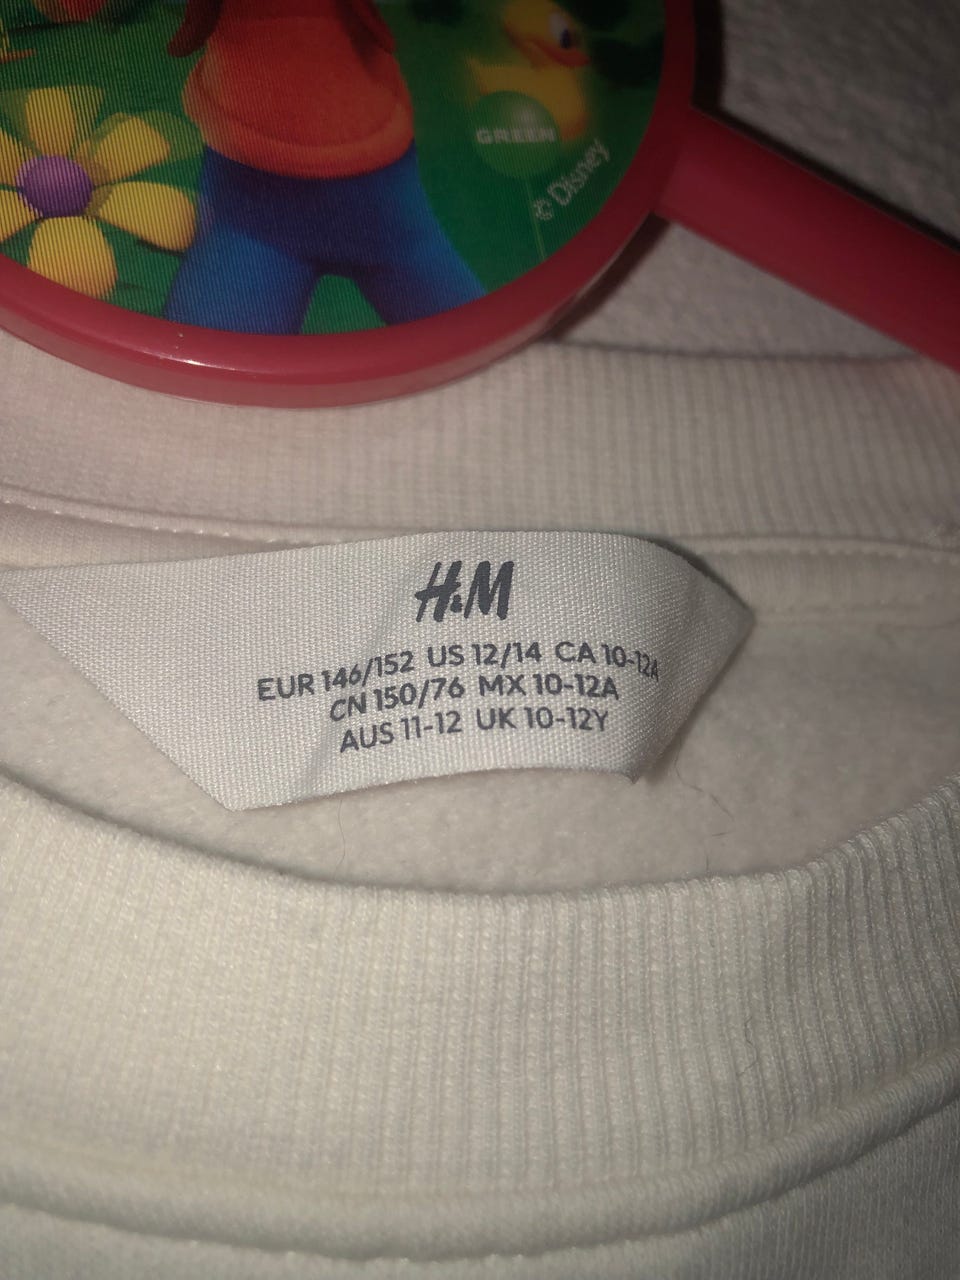 GREEN
© Disney
H&M
EUR 146/152 US 12/14 CA 10-12A
CN 150/76 MX 10-12A
AUS 11-12 UK 10-12Y